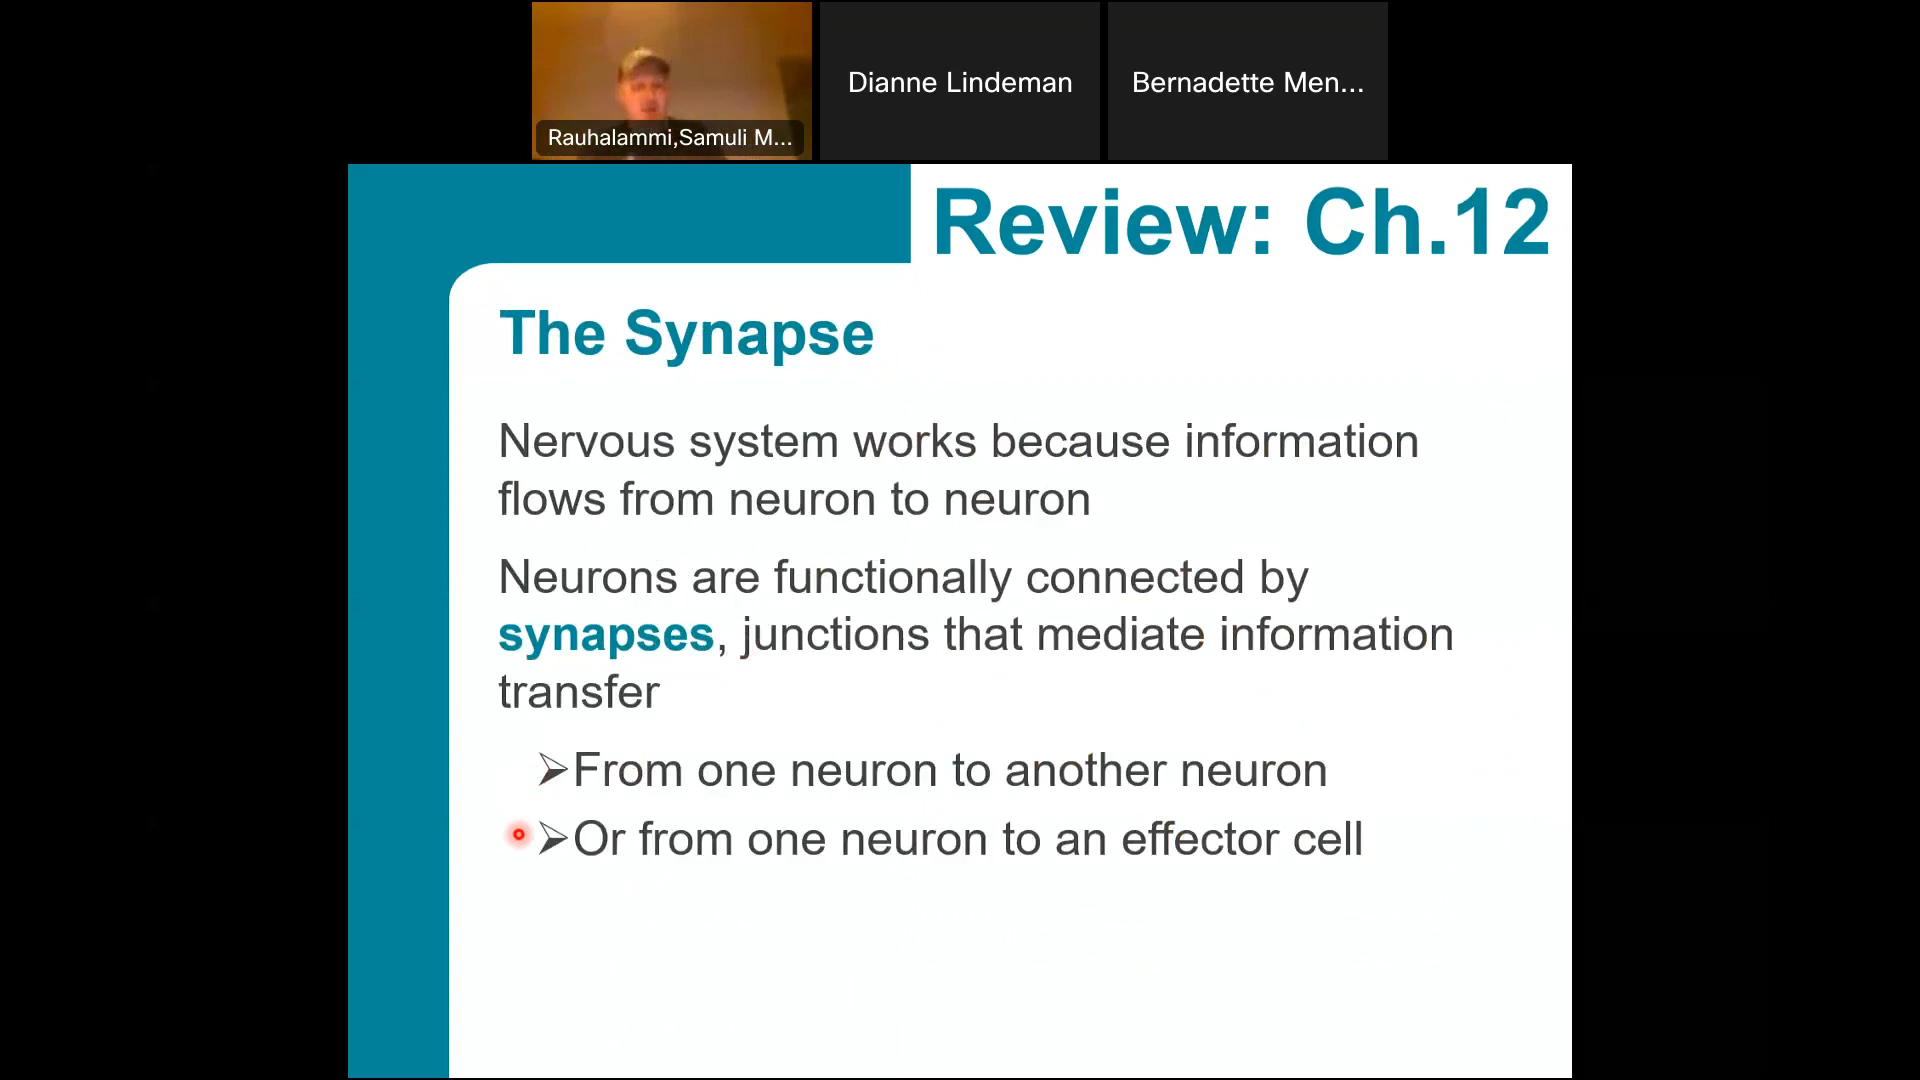 Dianne Lindeman
Bernadette Men...
Rauhalammi,Samuli M...
Review: Ch.12
The Synapse
Nervous system works because information
flows from neuron to neuron
Neurons are functionally connected by
synapses, junctions that mediate information
transfer
➢From one neuron to another neuron
➢Or from one neuron to an effector cell